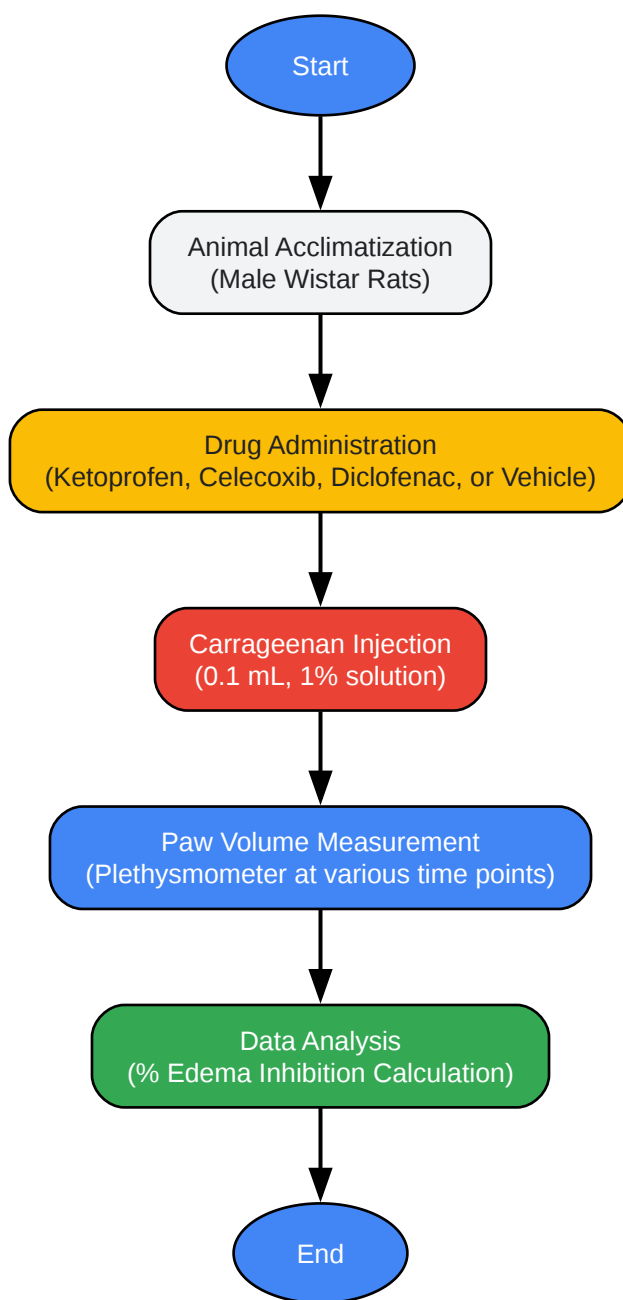 Start
Animal Acclimatization
(Male Wistar Rats)
Drug Administration
(Ketoprofen, Celecoxib, Diclofenac, or Vehicle)
Carrageenan Injection
(0.1 mL, 1% solution)
Paw Volume Measurement
(Plethysmometer at various time points)
Data Analysis
(% Edema Inhibition Calculation)
End